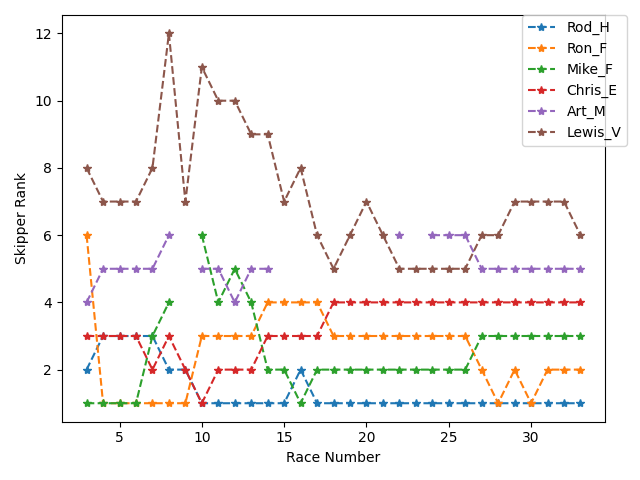 Rod_H
Ron_F
Mike_F
Chris_E
Art_M
Lewis_V
12
10
8
6
4
2
Skipper Rank
5 10 15 20 25 30
Race Number